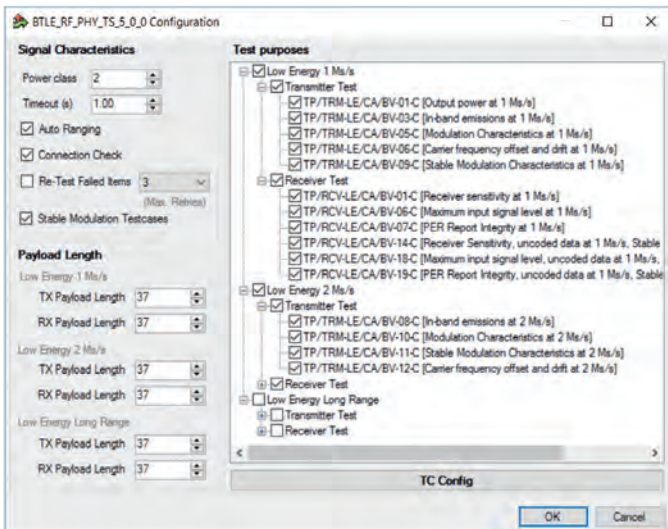 BTLE_RF_PHY_TS_5_0_0 Configuration
Signal Characteristics
Power class 2
Timeout (s) 1.00
Auto Ranging
Connection Check
Re-Test Failed Items 3
(Max. Retries)
Stable Modulation Testcases
Payload Length
Low Energy 1 Ms/s
TX Payload Length 37
RX Payload Length 37
Low Energy 2 Ms/s
TX Payload Length 37
RX Payload Length 37
Low Energy Long Range
TX Payload Length 37
RX Payload Length 37
Test purposes
Low Energy 1 Ms/s
Transmitter Test
TP/TRM-LE/CA/BV-01-C [Output power at 1 Ms/s]
TP/TRM-LE/CA/BV-03-C [In-band emissions at 1 Ms/s]
TP/TRM-LE/CA/BV-05-C [Modulation Characteristics at 1 Ms/s]
TP/TRM-LE/CA/BV-06-C [Carrier frequency offset and drift at 1 Ms/s]
TP/TRM-LE/CA/BV-09-C [Stable Modulation Characteristics at 1 Ms/s]
Receiver Test
TP/RCV-LE/CA/BV-01-C [Receiver sensitivity at 1 Ms/s]
TP/RCV-LE/CA/BV-06-C [Maximum input signal level at 1 Ms/s]
TP/RCV-LE/CA/BV-07-C [PER Report Integrity at 1 Ms/s]
TP/RCV-LE/CA/BV-14-C [Receiver Sensitivity, uncoded data at 1 Ms/s, Stable
TP/RCV-LE/CA/BV-18-C [Maximum input signal level, uncoded data at 1 Ms/s,
TP/RCV-LE/CA/BV-19-C [PER Report Integrity, uncoded data at 1 Ms/s, Stable
Low Energy 2 Ms/s
Transmitter Test
TP/TRM-LE/CA/BV-08-C [In-band emissions at 2 Ms/s]
TP/TRM-LE/CA/BV-10-C [Modulation Characteristics at 2 Ms/s]
TP/TRM-LE/CA/BV-11-C [Stable Modulation Characteristics at 2 Ms/s]
TP/TRM-LE/CA/BV-12-C [Carrier frequency offset and drift at 2 Ms/s]
Receiver Test
Low Energy Long Range
Transmitter Test
Receiver Test
TC Config
OK Cancel